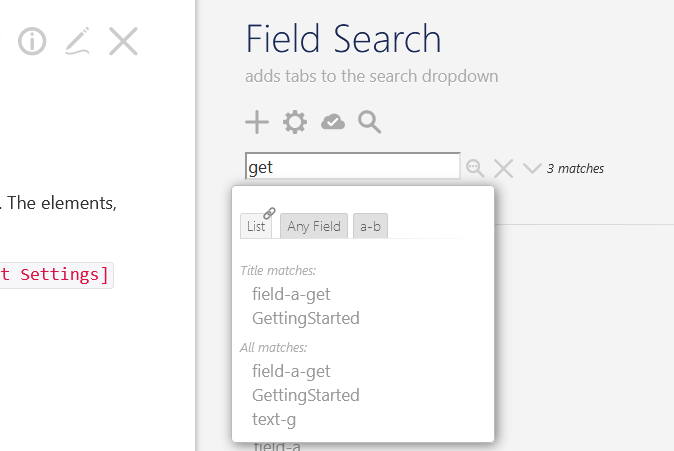 Field Search
adds tabs to the search dropdown
get
3 matches
. The elements,
t Settings]
List
Any Field
a-b
Title matches:
field-a-get
GettingStarted
All matches:
field-a-get
GettingStarted
text-g
field-a